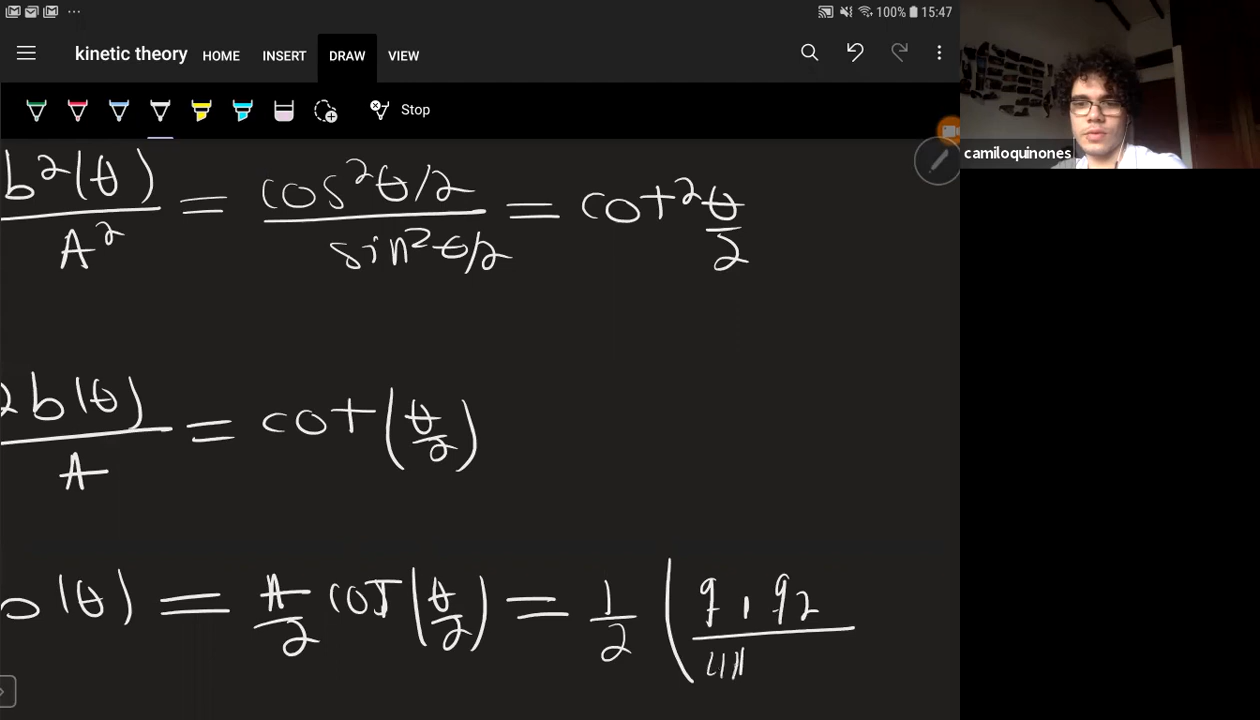 100% 15:47
kinetic theory HOME INSERT DRAW VIEW
Stop
camiloquinones
b²(θ)/A² = cos²θ/2 / sin²θ/2 = cot²θ/2
2b(θ)/A = cot(θ/2)
b(θ) = A/2 cot(θ/2) = 1/2 (q₁q₂/